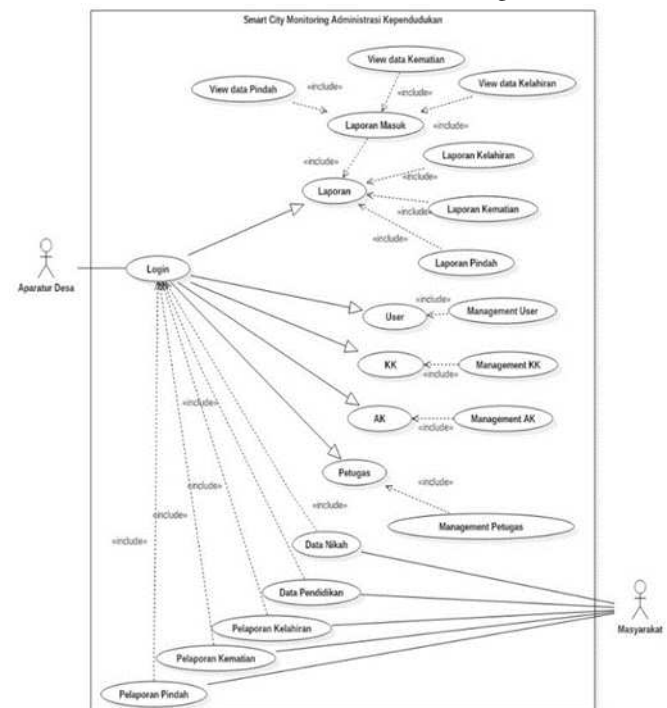 Smart City Monitoring Administrasi Kependudukan
View data Kematian
View data Pindah
«include»
«include»
View data Kelahiran
Laporan Masuk
«include»
«include»
Laporan Kelahiran
«include»
Laporan
«include»
Laporan Kematian
«include»
Laporan Pindah
Aparatur Desa
Login
«include»
User
Management User
KK
Management KK
«include»
AK
Management AK
«include»
«include»
«include»
Petugas
«include»
«include»
Management Petugas
«include»
«include»
«include»
Data Nikah
Data Pendidikan
Masyarakat
Pelaporan Kelahiran
Pelaporan Kematian
Pelaporan Pindah